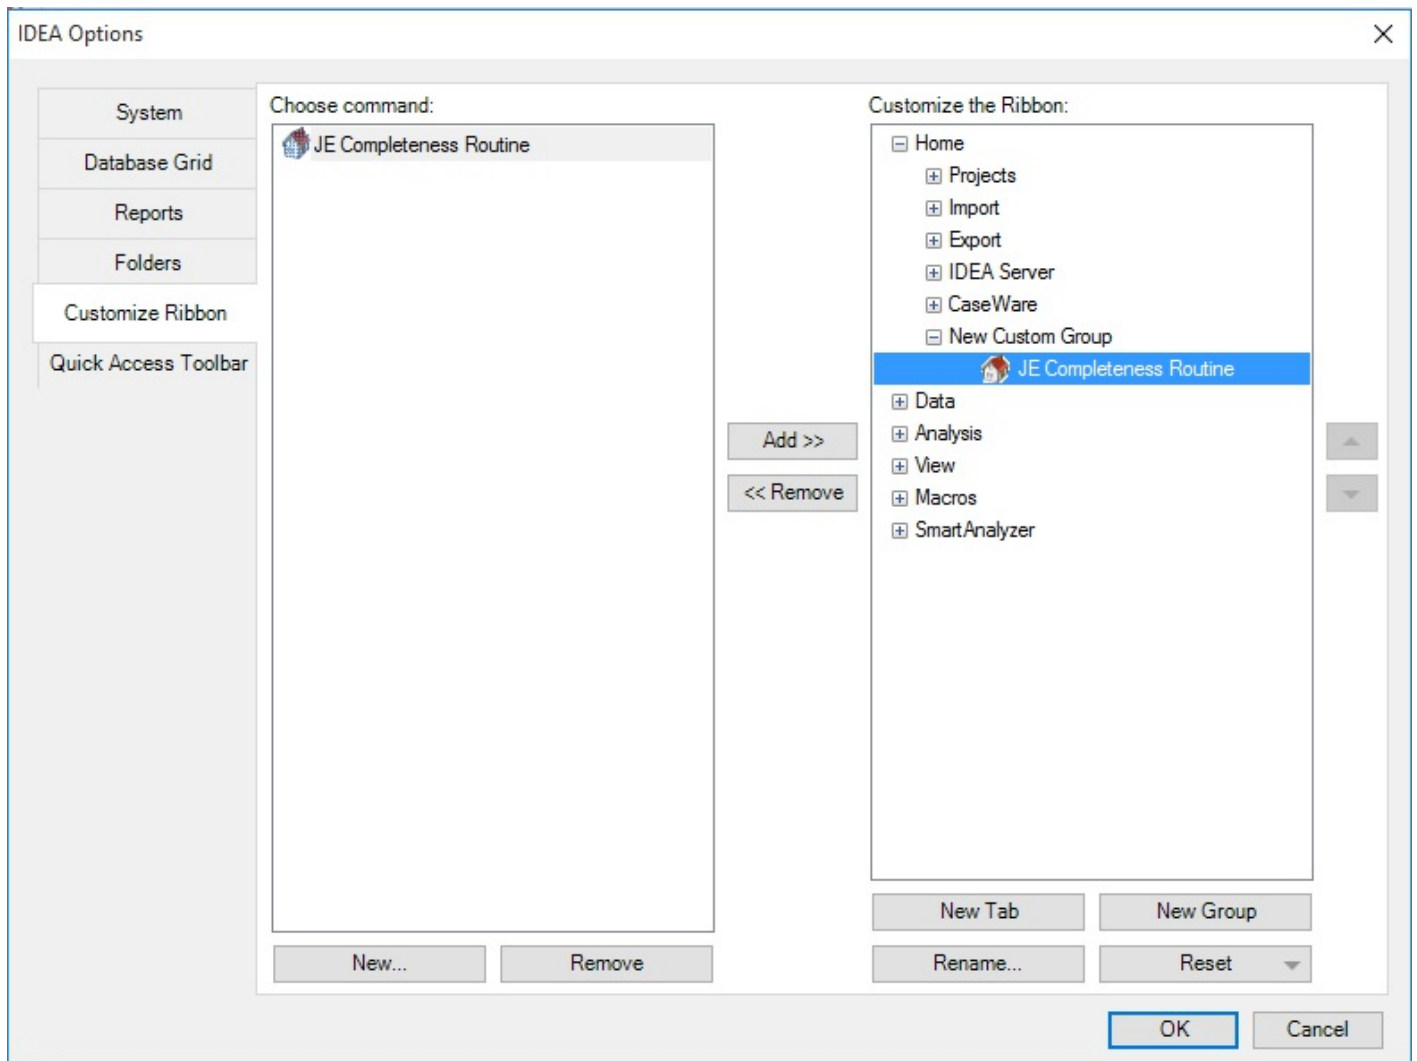 IDEA Options
System
Database Grid
Reports
Folders
Customize Ribbon
Quick Access Toolbar
Choose command:
JE Completeness Routine
New...
Remove
Add >>
<< Remove
Customize the Ribbon:
Home
Projects
Import
Export
IDEA Server
CaseWare
New Custom Group
JE Completeness Routine
Data
Analysis
View
Macros
SmartAnalyzer
New Tab
New Group
Rename...
Reset
OK
Cancel